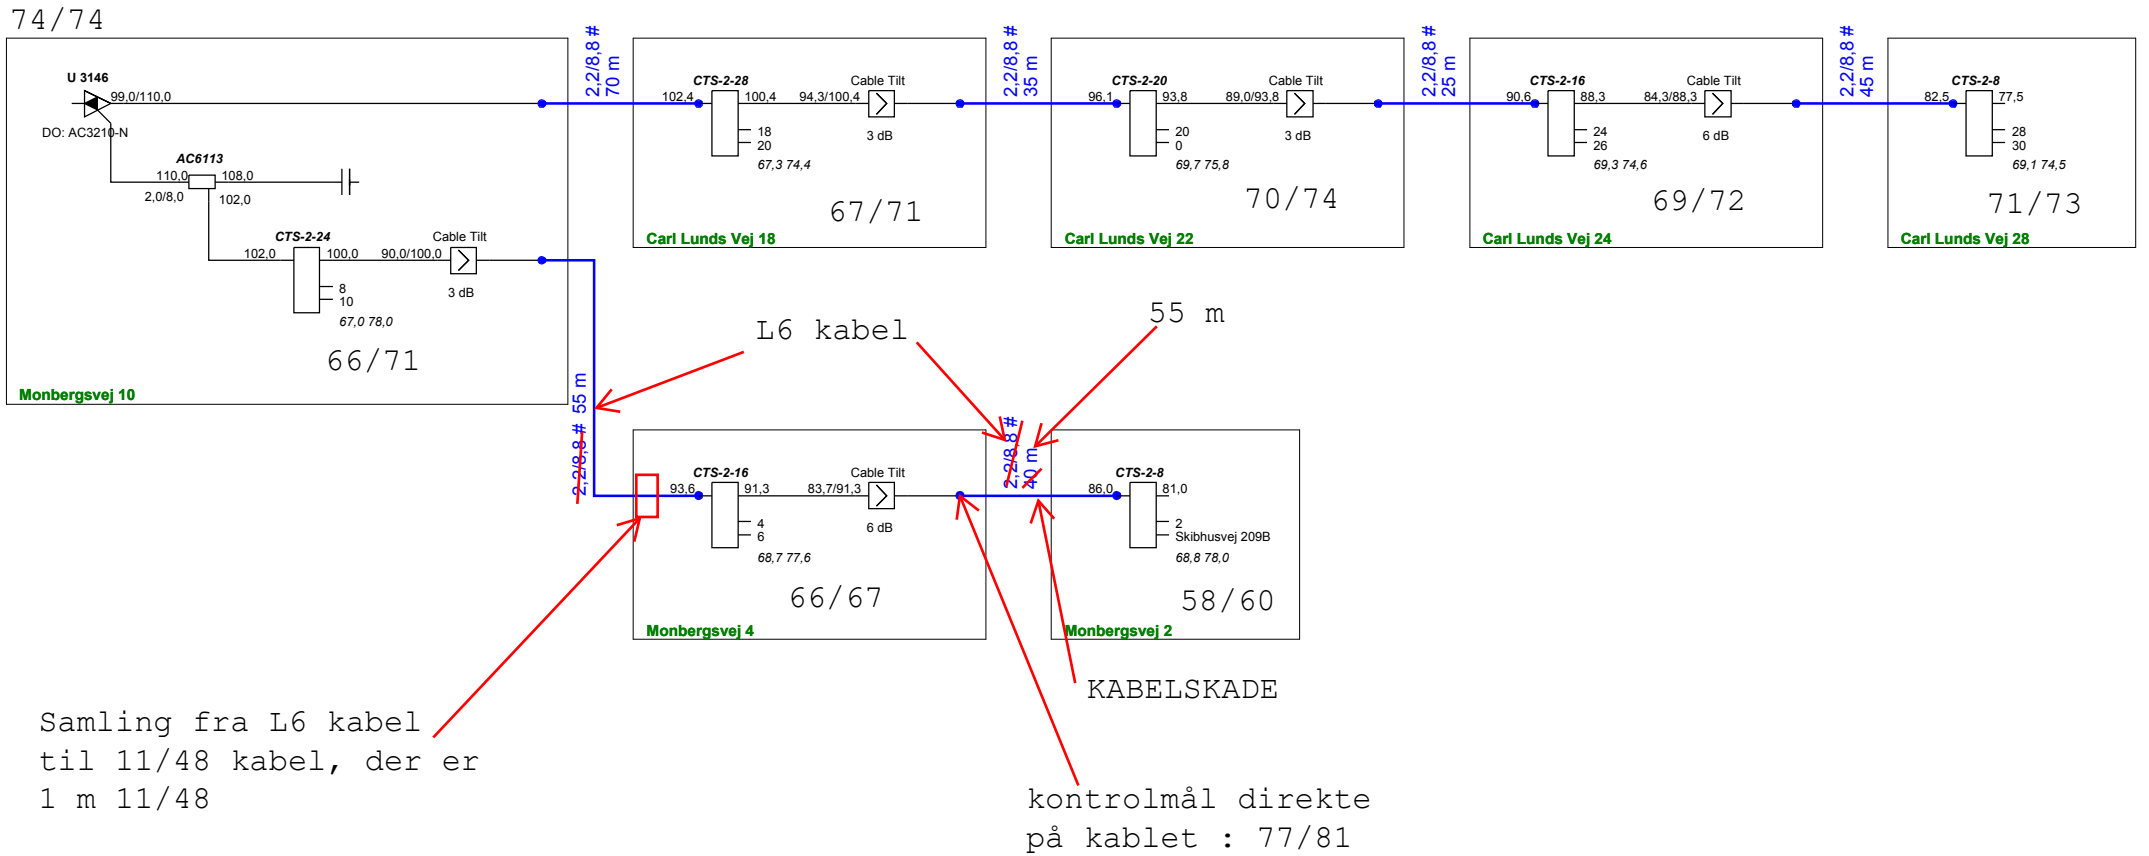 74/74
U 3146
99,0/110,0
DO: AC3210-N
AC6113
110,0 108,0
2,0/8,0 102,0
CTS-2-24
Cable Tilt
102,0 100,0 90,0/100,0
3 dB
8
10
67,0 78,0
66/71
Monbergsvej 10
2,2/8,8 #
70 m
CTS-2-28
Cable Tilt
102,4 100,4 94,3/100,4
3 dB
18
20
67,3 74,4
67/71
Carl Lunds Vej 18
2,2/8,8 #
35 m
CTS-2-20
Cable Tilt
96,1 93,8 89,0/93,8
3 dB
20
0
69,7 75,8
70/74
Carl Lunds Vej 22
2,2/8,8 #
25 m
CTS-2-16
Cable Tilt
90,6 88,3 84,3/88,3
6 dB
24
26
69,3 74,6
69/72
Carl Lunds Vej 24
2,2/8,8 #
45 m
CTS-2-8
82,5 77,5
28
30
69,1 74,5
71/73
Carl Lunds Vej 28
L6 kabel
55 m
2,2/8,8 # 55 m
CTS-2-16
Cable Tilt
93,6 91,3 83,7/91,3
6 dB
4
6
68,7 77,6
66/67
Monbergsvej 4
2,2/8,8 #
40 m
CTS-2-8
86,0 81,0
2
Skibhusvej 209B
68,8 78,0
58/60
Monbergsvej 2
KABELSKADE
Samling fra L6 kabel
til 11/48 kabel, der er
1 m 11/48
kontrolmål direkte
på kablet : 77/81